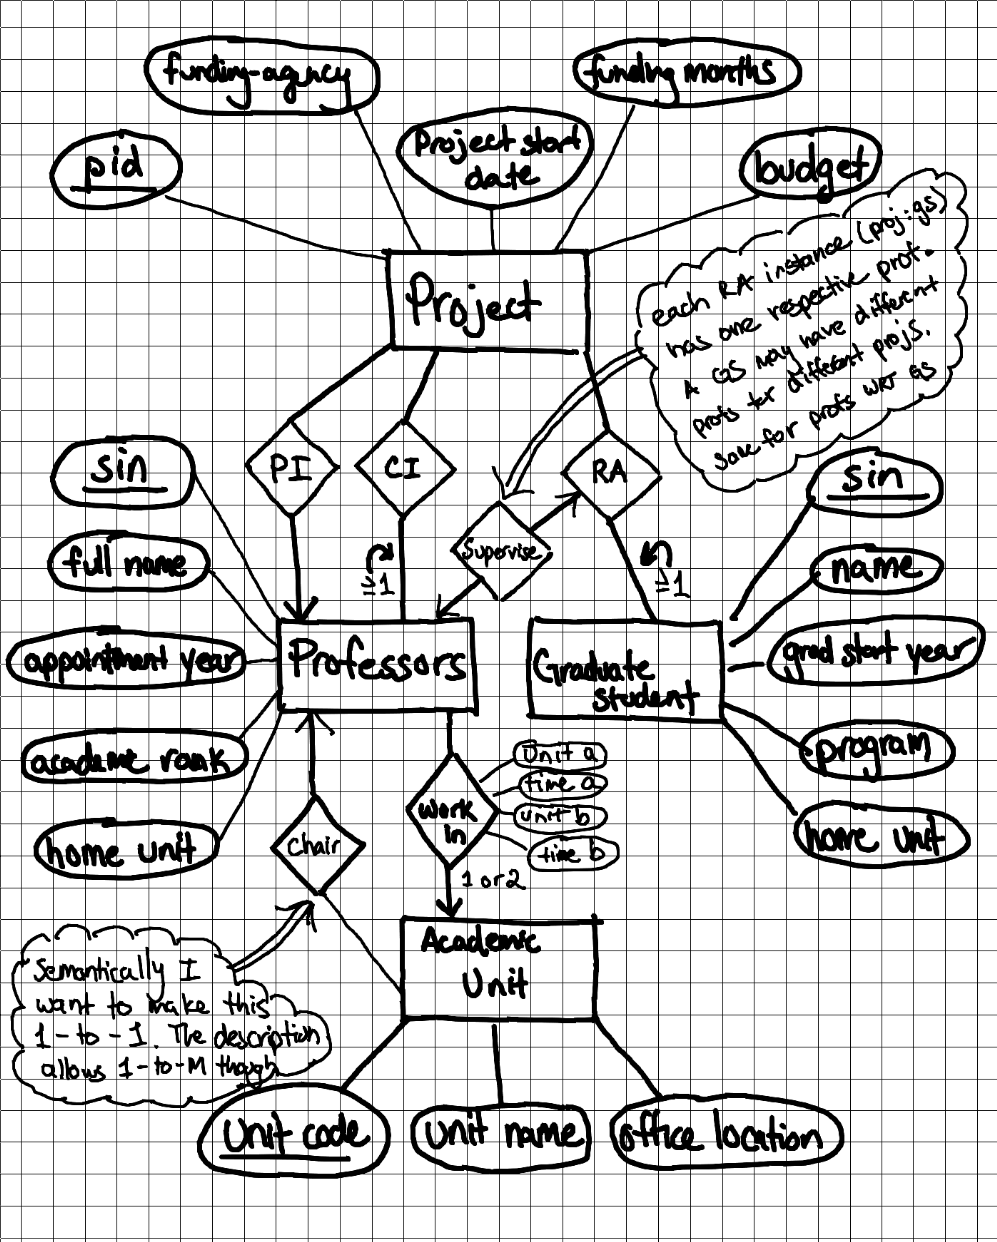 funding-agency
funding months
pid
Project start
date
budget
Project
each RA instance (proj:gs)
has one respective prof.
A GS may have different
profs for different projs.
same for profs WRT GS
PI
CI
RA
Supervise
≥1
≥1
sin
full name
appointment year
academic rank
home unit
Professors
Graduate
Student
sin
name
grad start year
program
home unit
Chair
Work
in
Unit a
time a
unit b
time b
1 or 2
Semantically I
want to make this
1-to-1. The description
allows 1-to-M though
Academic
Unit
Unit code
Unit name
office location